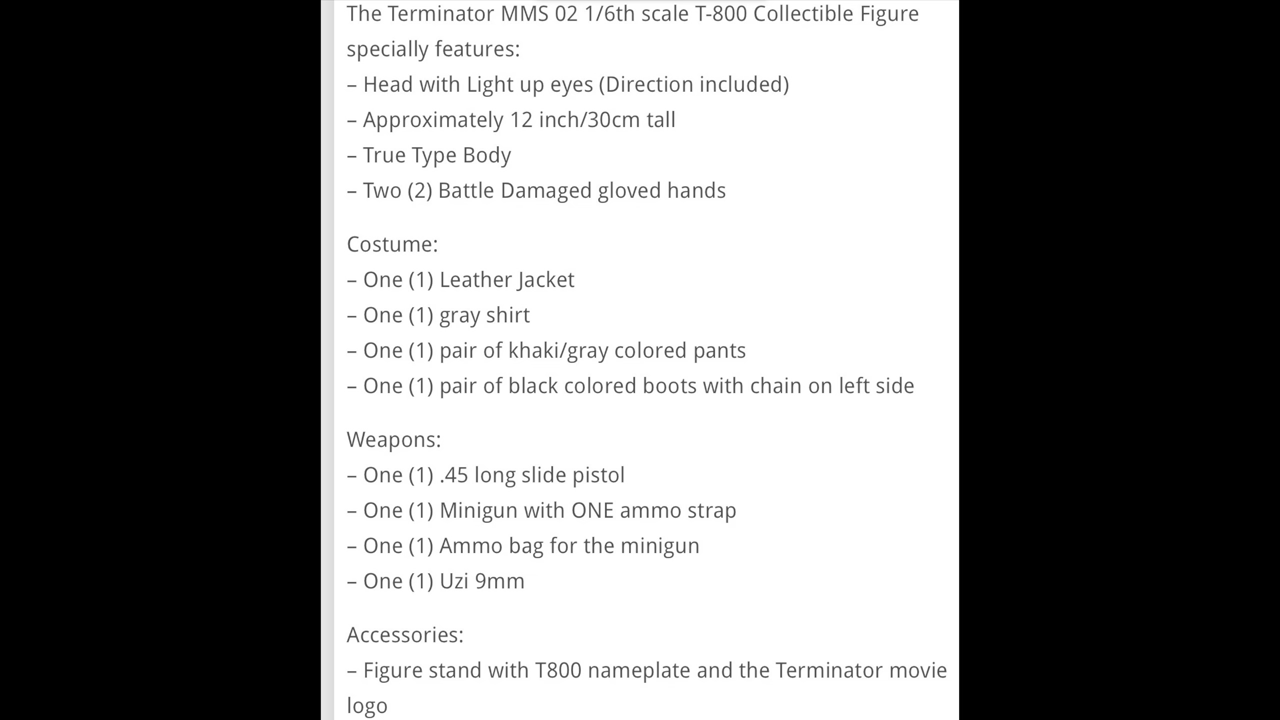 The Terminator MMS 02 1/6th scale T-800 Collectible Figure
specially features:
– Head with Light up eyes (Direction included)
– Approximately 12 inch/30cm tall
– True Type Body
– Two (2) Battle Damaged gloved hands
Costume:
– One (1) Leather Jacket
– One (1) gray shirt
– One (1) pair of khaki/gray colored pants
– One (1) pair of black colored boots with chain on left side
Weapons:
– One (1) .45 long slide pistol
– One (1) Minigun with ONE ammo strap
– One (1) Ammo bag for the minigun
– One (1) Uzi 9mm
Accessories:
– Figure stand with T800 nameplate and the Terminator movie
logo